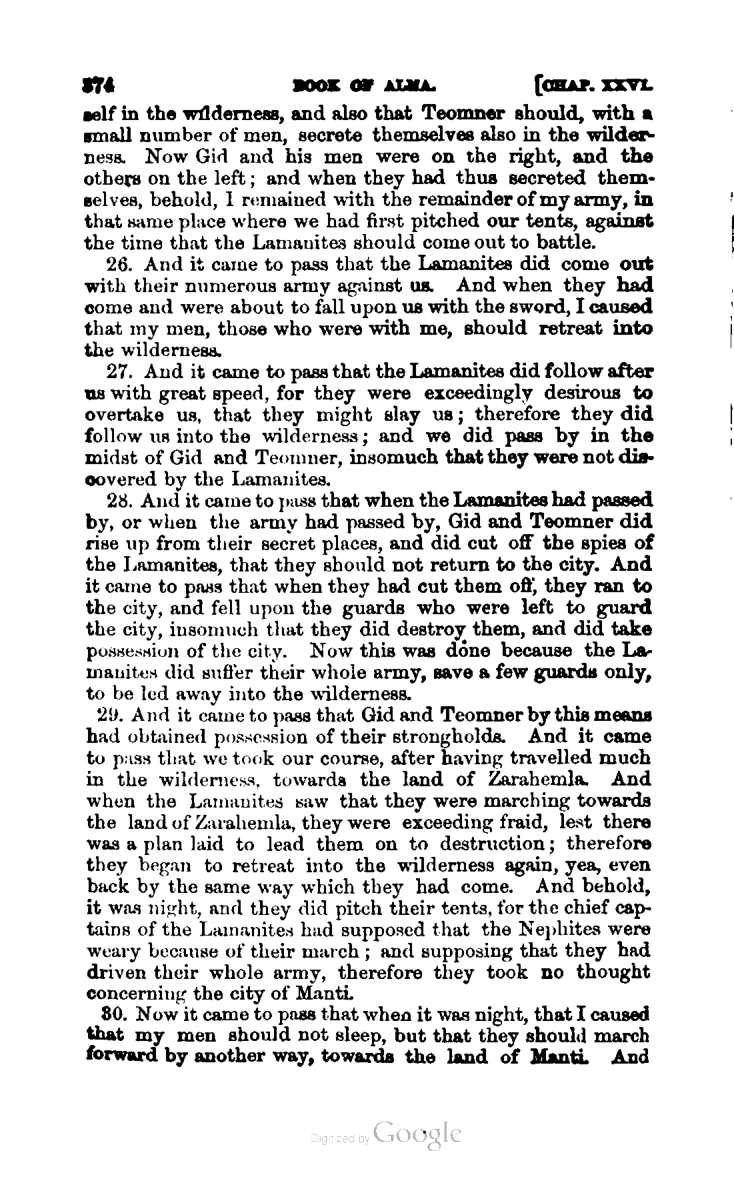 374 BOOK OF ALMA. [CHAP. XXVI.
self in the wilderness, and also that Teomner should, with a
small number of men, secrete themselves also in the wilder-
ness. Now Gid and his men were on the right, and the
others on the left; and when they had thus secreted them-
selves, behold, I remained with the remainder of my army, in
that same place where we had first pitched our tents, against
the time that the Lamanites should come out to battle.
26. And it came to pass that the Lamanites did come out
with their numerous army against us. And when they had
come and were about to fall upon us with the sword, I caused
that my men, those who were with me, should retreat into
the wilderness.
27. And it came to pass that the Lamanites did follow after
us with great speed, for they were exceedingly desirous to
overtake us, that they might slay us; therefore they did
follow us into the wilderness; and we did pass by in the
midst of Gid and Teomner, insomuch that they were not dis-
covered by the Lamanites.
28. And it came to pass that when the Lamanites had passed
by, or when the army had passed by, Gid and Teomner did
rise up from their secret places, and did cut off the spies of
the Lamanites, that they should not return to the city. And
it came to pass that when they had cut them off, they ran to
the city, and fell upon the guards who were left to guard
the city, insomuch that they did destroy them, and did take
possession of the city. Now this was done because the La-
manites did suffer their whole army, save a few guards only,
to be led away into the wilderness.
29. And it came to pass that Gid and Teomner by this means
had obtained possession of their strongholds. And it came
to pass that we took our course, after having travelled much
in the wilderness, towards the land of Zarahemla. And
when the Lamanites saw that they were marching towards
the land of Zarahemla, they were exceeding fraid, lest there
was a plan laid to lead them on to destruction; therefore
they began to retreat into the wilderness again, yea, even
back by the same way which they had come. And behold,
it was night, and they did pitch their tents, for the chief cap-
tains of the Lamanites had supposed that the Nephites were
weary because of their march; and supposing that they had
driven their whole army, therefore they took no thought
concerning the city of Manti.
30. Now it came to pass that when it was night, that I caused
that my men should not sleep, but that they should march
forward by another way, towards the land of Manti. And
Digitized by Google